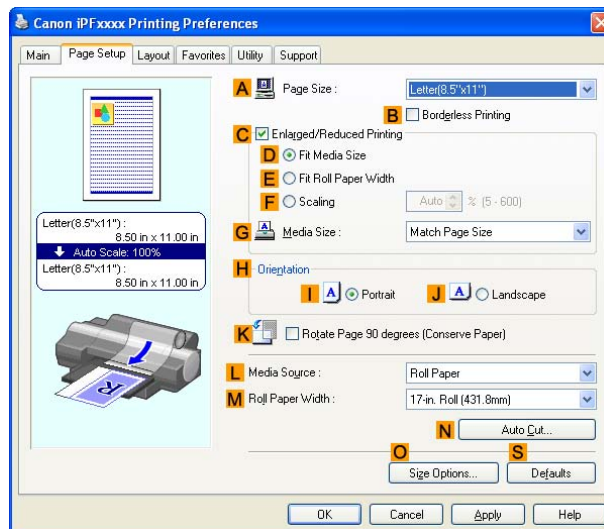 Canon iPFxxxx Printing Preferences
Main Page Setup Layout Favorites Utility Support
A Page Size : Letter(8.5"x11")
B Borderless Printing
C Enlarged/Reduced Printing
D Fit Media Size
E Fit Roll Paper Width
F Scaling Auto % (5 - 600)
G Media Size : Match Page Size
Letter(8.5"x11") :
8.50 in x 11.00 in
Auto Scale: 100%
Letter(8.5"x11") :
8.50 in x 11.00 in
H Orientation
I A Portrait J A Landscape
K Rotate Page 90 degrees (Conserve Paper)
R
L Media Source : Roll Paper
M Roll Paper Width : 17-in. Roll (431.8mm)
N Auto Cut...
O S
Size Options... Defaults
OK Cancel Apply Help